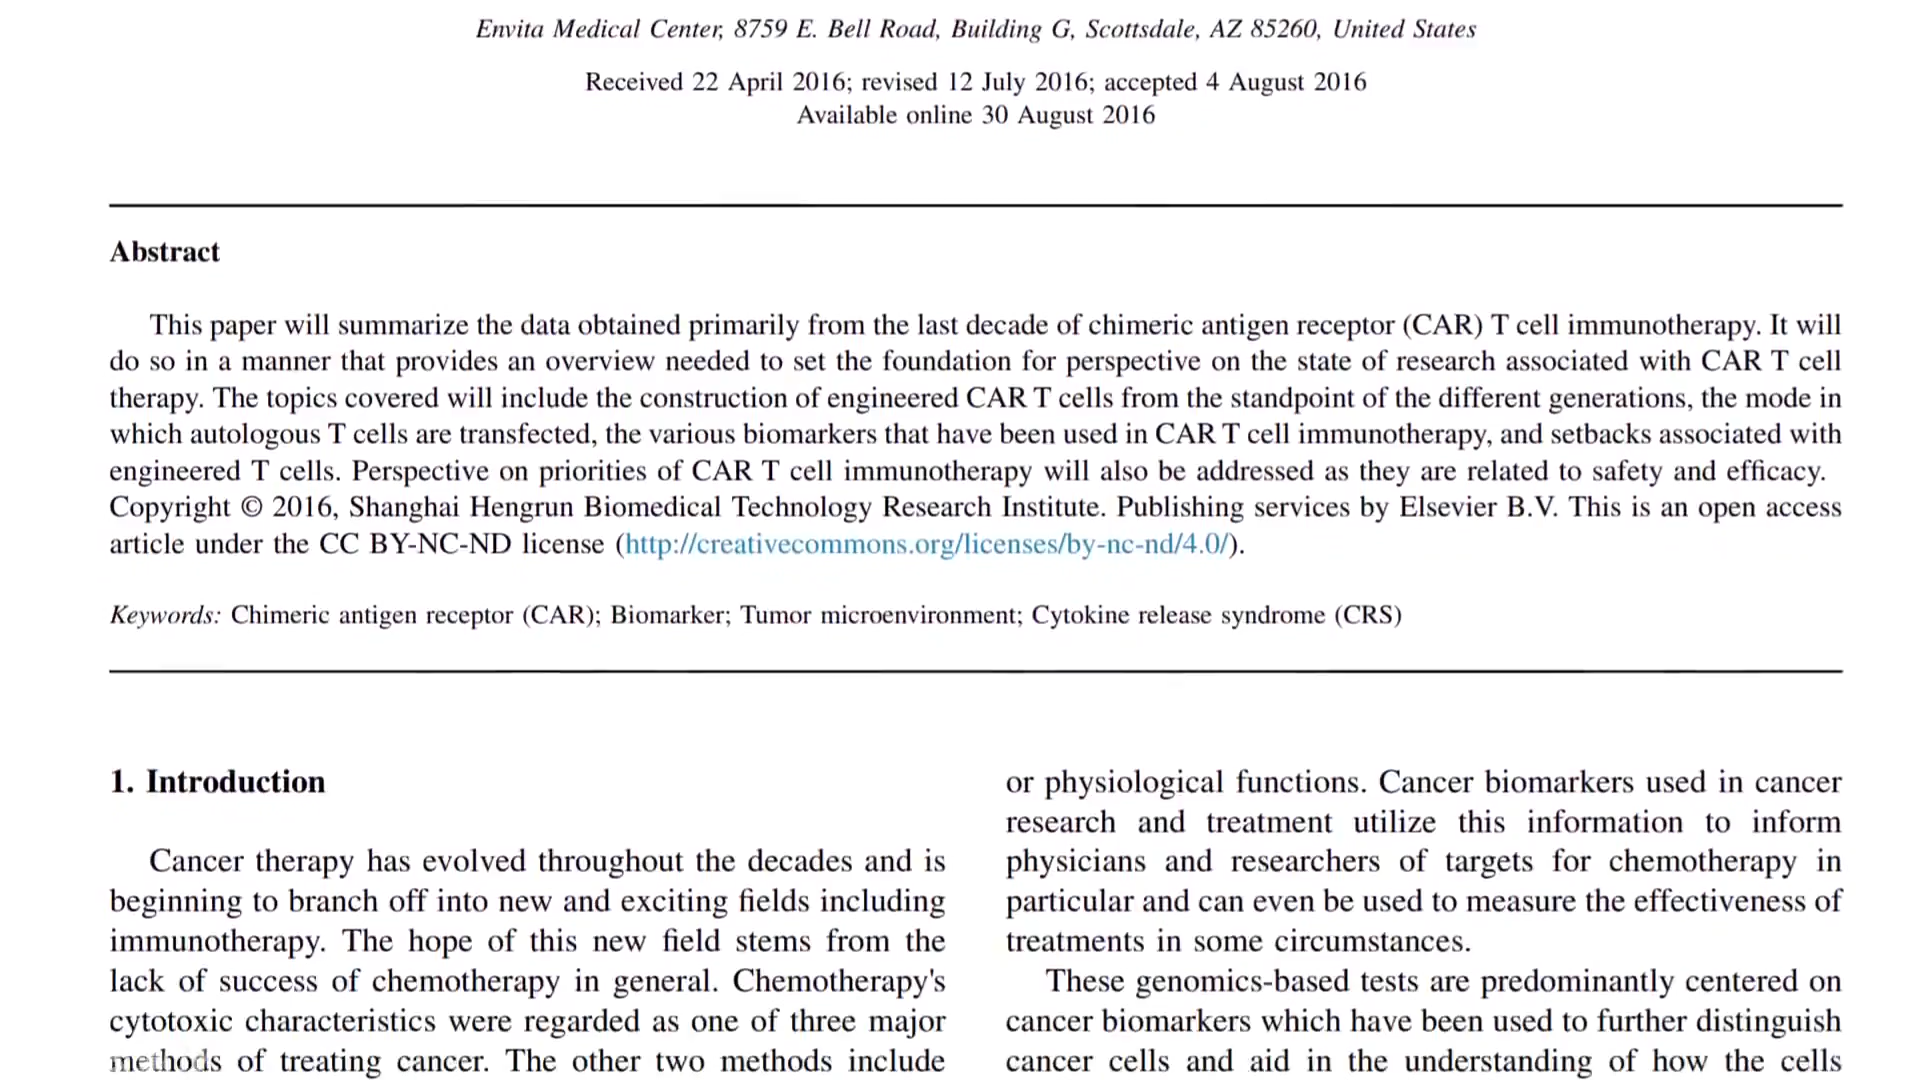 Envita Medical Center, 8759 E. Bell Road, Building G, Scottsdale, AZ 85260, United States
Received 22 April 2016; revised 12 July 2016; accepted 4 August 2016
Available online 30 August 2016
Abstract
This paper will summarize the data obtained primarily from the last decade of chimeric antigen receptor (CAR) T cell immunotherapy. It will
do so in a manner that provides an overview needed to set the foundation for perspective on the state of research associated with CAR T cell
therapy. The topics covered will include the construction of engineered CAR T cells from the standpoint of the different generations, the mode in
which autologous T cells are transfected, the various biomarkers that have been used in CAR T cell immunotherapy, and setbacks associated with
engineered T cells. Perspective on priorities of CAR T cell immunotherapy will also be addressed as they are related to safety and efficacy.
Copyright © 2016, Shanghai Hengrun Biomedical Technology Research Institute. Publishing services by Elsevier B.V. This is an open access
article under the CC BY-NC-ND license (http://creativecommons.org/licenses/by-nc-nd/4.0/).
Keywords: Chimeric antigen receptor (CAR); Biomarker; Tumor microenvironment; Cytokine release syndrome (CRS)
1. Introduction
Cancer therapy has evolved throughout the decades and is
beginning to branch off into new and exciting fields including
immunotherapy. The hope of this new field stems from the
lack of success of chemotherapy in general. Chemotherapy's
cytotoxic characteristics were regarded as one of three major
methods of treating cancer. The other two methods include
or physiological functions. Cancer biomarkers used in cancer
research and treatment utilize this information to inform
physicians and researchers of targets for chemotherapy in
particular and can even be used to measure the effectiveness of
treatments in some circumstances.
These genomics-based tests are predominantly centered on
cancer biomarkers which have been used to further distinguish
cancer cells and aid in the understanding of how the cells